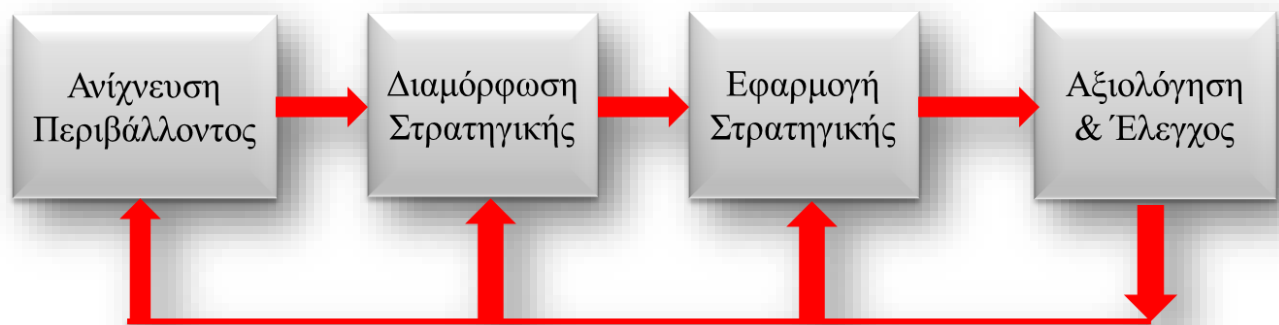 Ανίχνευση
Περιβάλλοντος
Διαμόρφωση
Στρατηγικής
Εφαρμογή
Στρατηγικής
Αξιολόγηση
& Έλεγχος